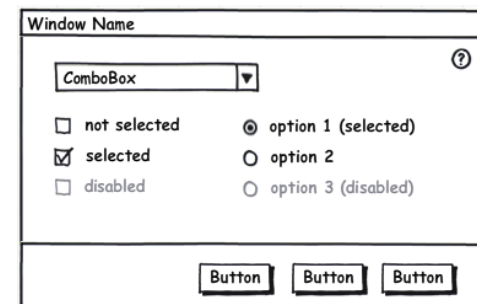 Window Name
?
ComboBox
not selected
option 1 (selected)
selected
option 2
disabled
option 3 (disabled)
Button
Button
Button